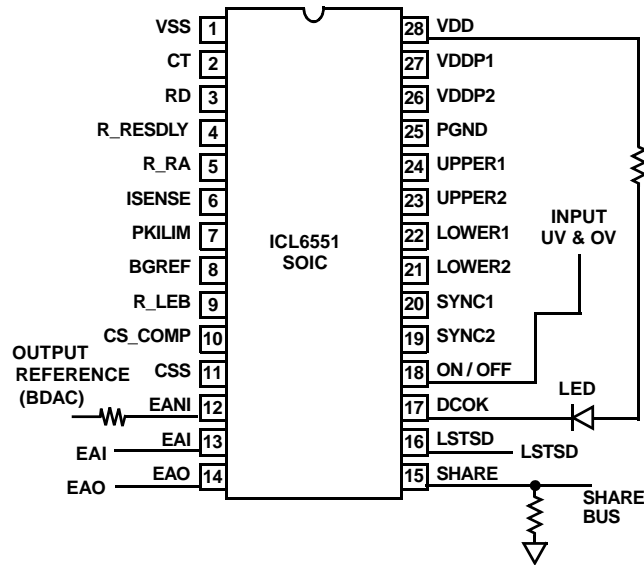 VSS 1
CT 2
RD 3
R_RESDLY 4
R_RA 5
ISENSE 6
PKILIM 7
BGREF 8
R_LEB 9
CS_COMP 10
CSS 11
EANI 12
EAI 13
EAO 14
OUTPUT
REFERENCE
(BDAC)
EAI
EAO
ICL6551
SOIC
28 VDD
27 VDDP1
26 VDDP2
25 PGND
24 UPPER1
23 UPPER2
22 LOWER1
21 LOWER2
20 SYNC1
19 SYNC2
18 ON / OFF
17 DCOK
16 LSTSD
15 SHARE
INPUT
UV & OV
LED
LSTSD
SHARE
BUS